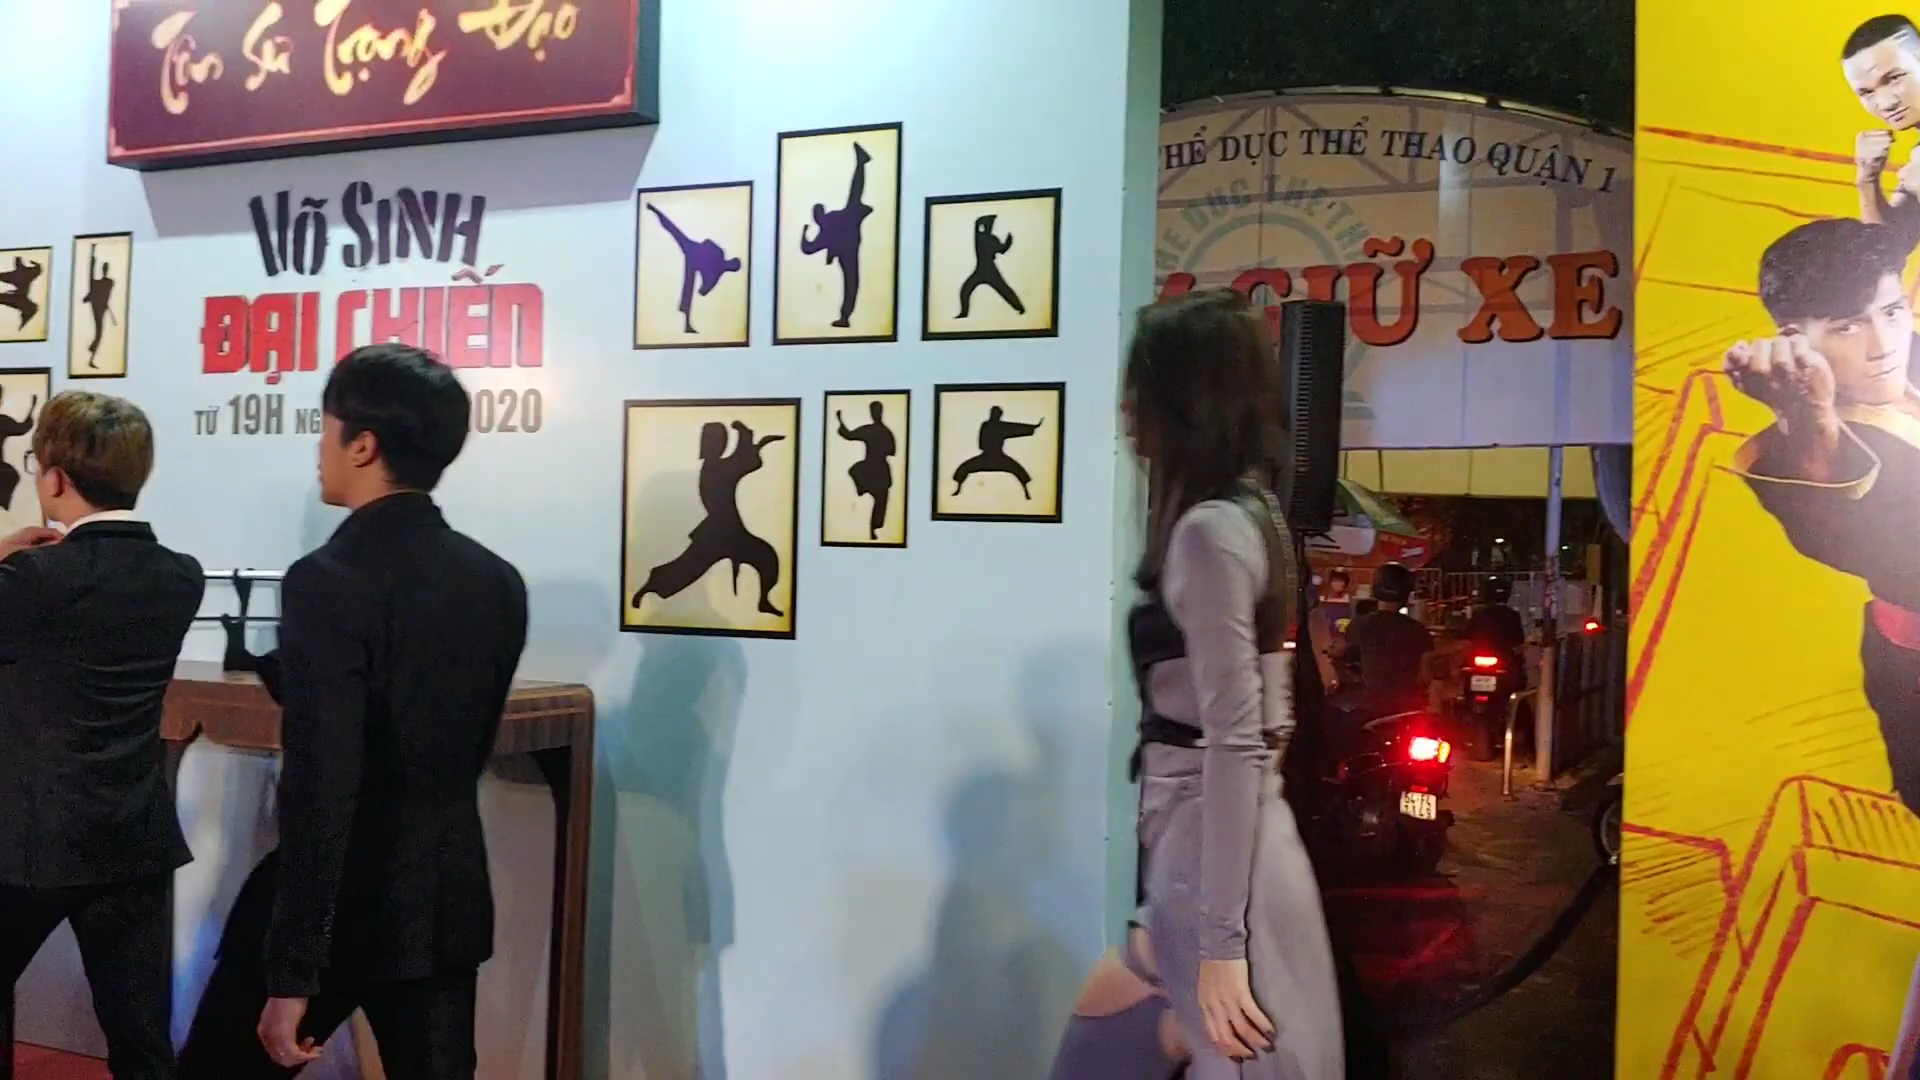 Tôn Sư Trọng Đạo
VÕ SINH
ĐẠI CHIẾN
TỪ 19H
2020
THỂ DỤC THỂ THAO QUẬN 1
GIỮ XE